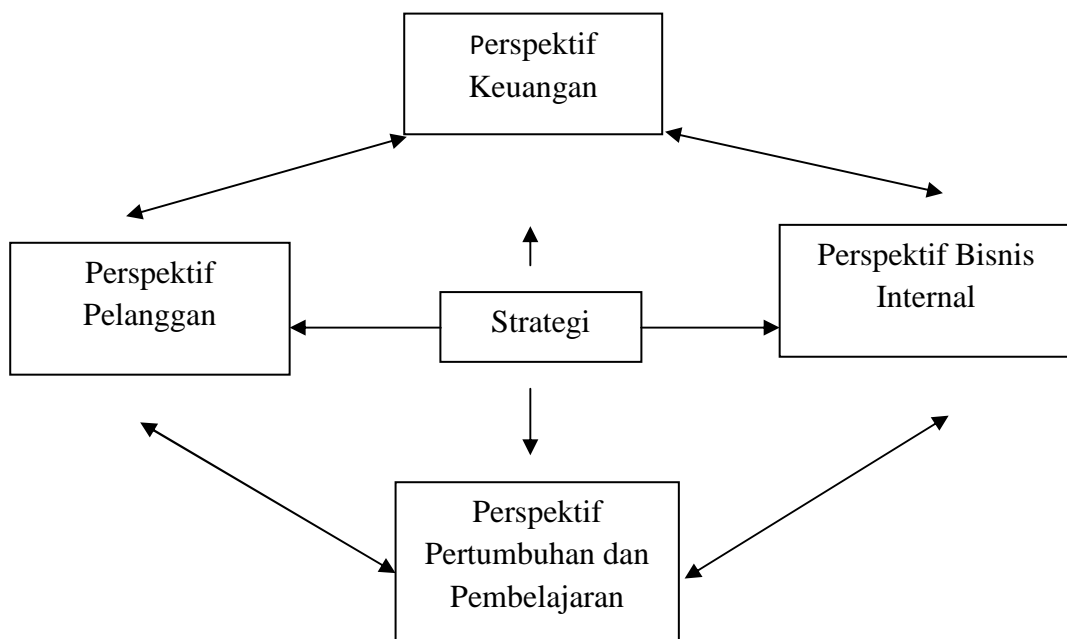 Perspektif
Keuangan
Perspektif
Pelanggan
Strategi
Perspektif Bisnis
Internal
Perspektif
Pertumbuhan dan
Pembelajaran